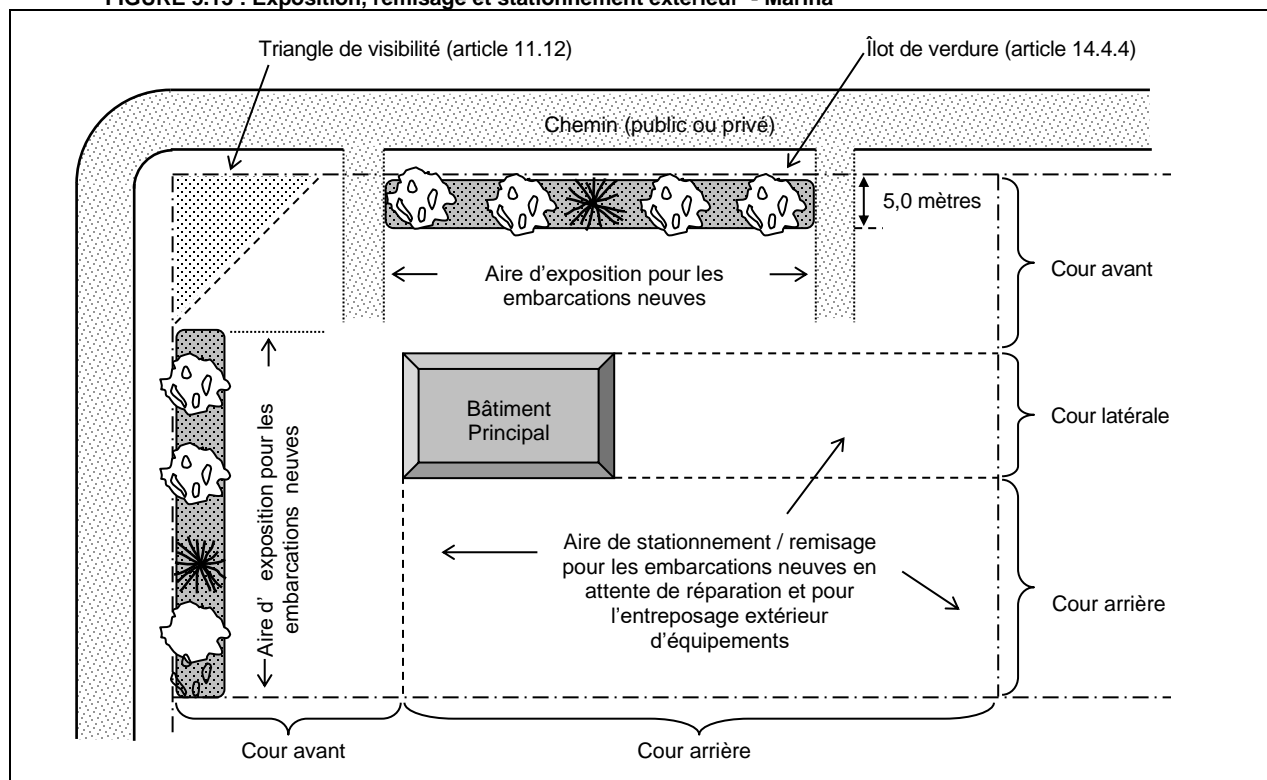 FIGURE 5.15 : Exposition, remisage et stationnement extérieur - Marina
Triangle de visibilité (article 11.12)
Îlot de verdure (article 14.4.4)
Chemin (public ou privé)
5,0 mètres
Aire d'exposition pour les
embarcations neuves
Cour avant
Bâtiment
Principal
Cour latérale
Aire d' exposition pour les
embarcations neuves
Aire de stationnement / remisage
pour les embarcations neuves en
attente de réparation et pour
l'entreposage extérieur
d'équipements
Cour arrière
Cour avant
Cour arrière